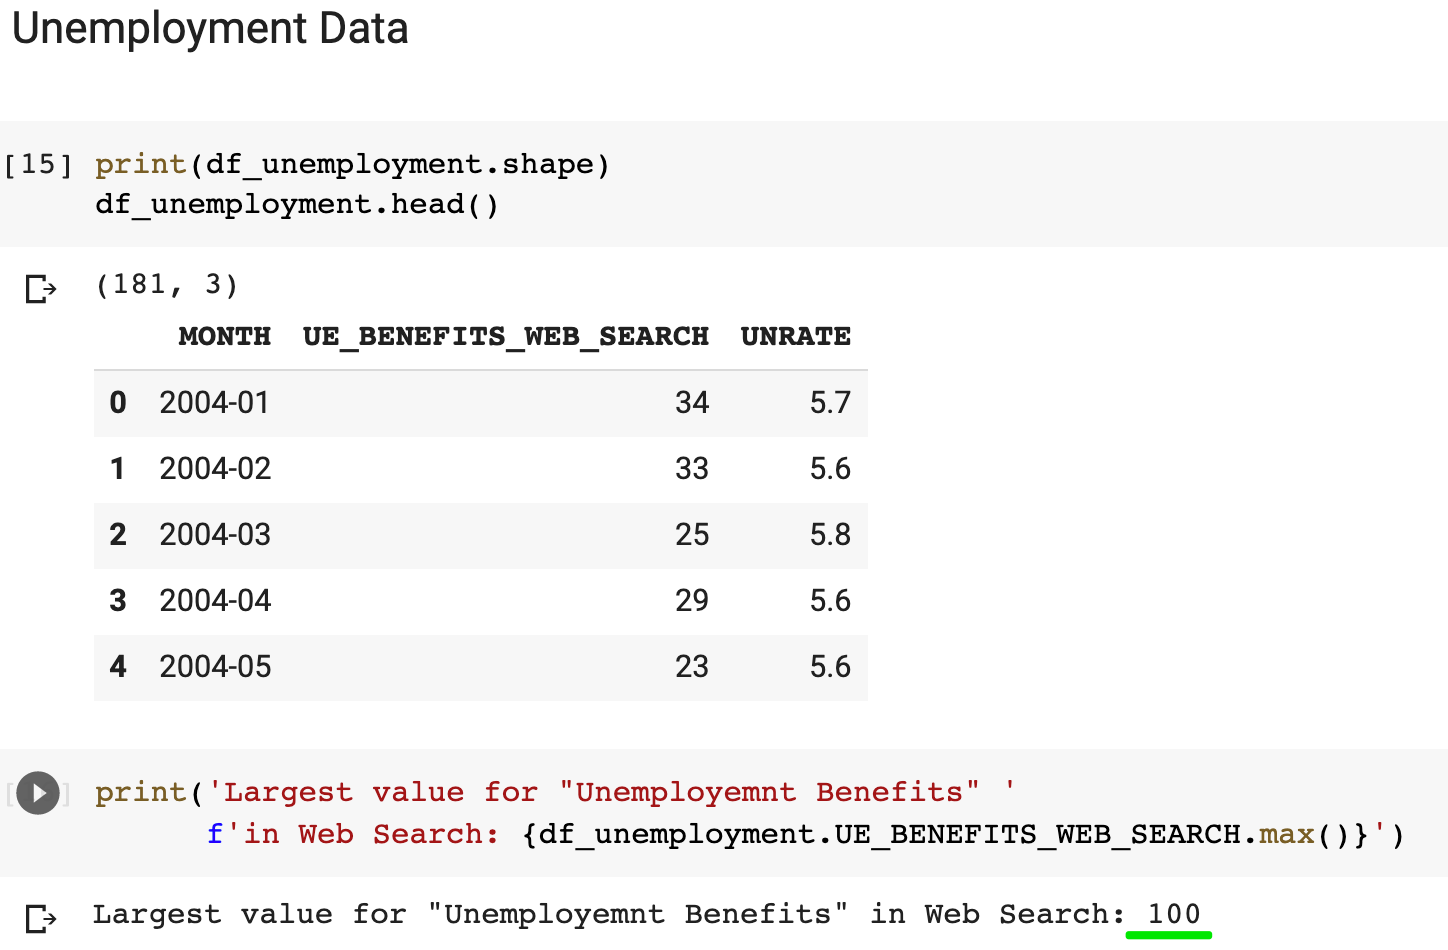 Unemployment Data
[15] print(df_unemployment.shape)
df_unemployment.head()
(181, 3)
MONTH UE_BENEFITS_WEB_SEARCH UNRATE
0 2004-01 34 5.7
1 2004-02 33 5.6
2 2004-03 25 5.8
3 2004-04 29 5.6
4 2004-05 23 5.6
[ ] print('Largest value for "Unemployemnt Benefits" '
f'in Web Search: {df_unemployment.UE_BENEFITS_WEB_SEARCH.max()}')
Largest value for "Unemployemnt Benefits" in Web Search: 100